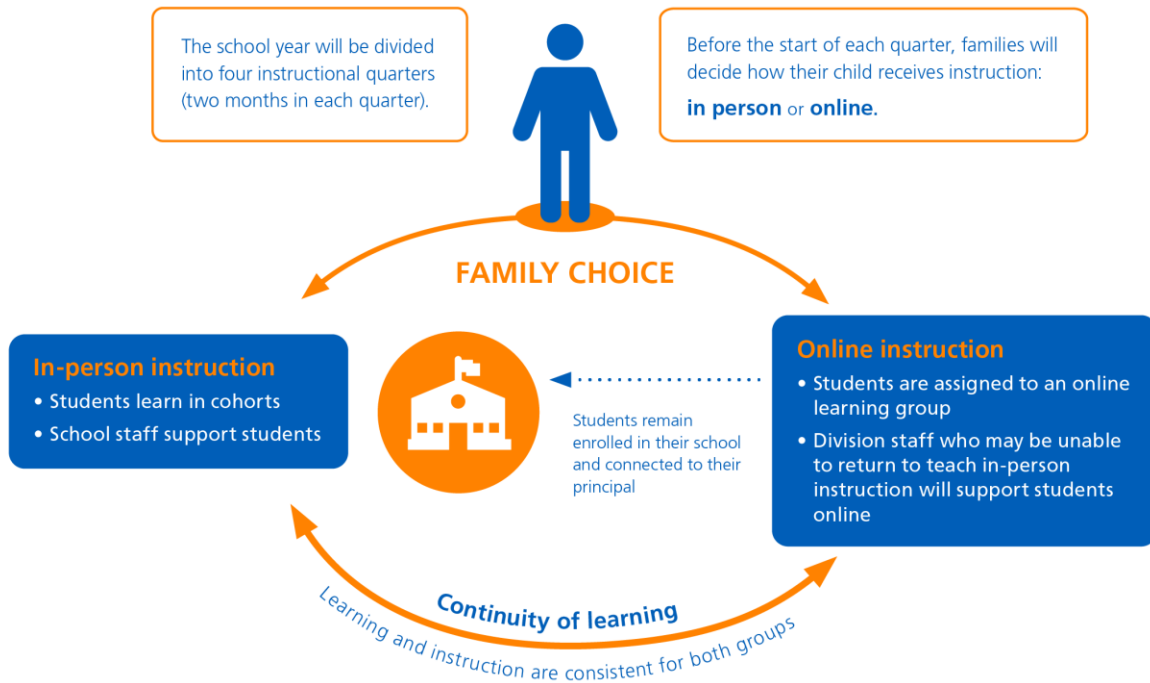 The school year will be divided
into four instructional quarters
(two months in each quarter).
Before the start of each quarter, families will
decide how their child receives instruction:
in person or online.
FAMILY CHOICE
In-person instruction
• Students learn in cohorts
• School staff support students
Students remain
enrolled in their school
and connected to their
principal
Online instruction
• Students are assigned to an online
learning group
• Division staff who may be unable
to return to teach in-person
instruction will support students
online
Continuity of learning
Learning and instruction are consistent for both groups